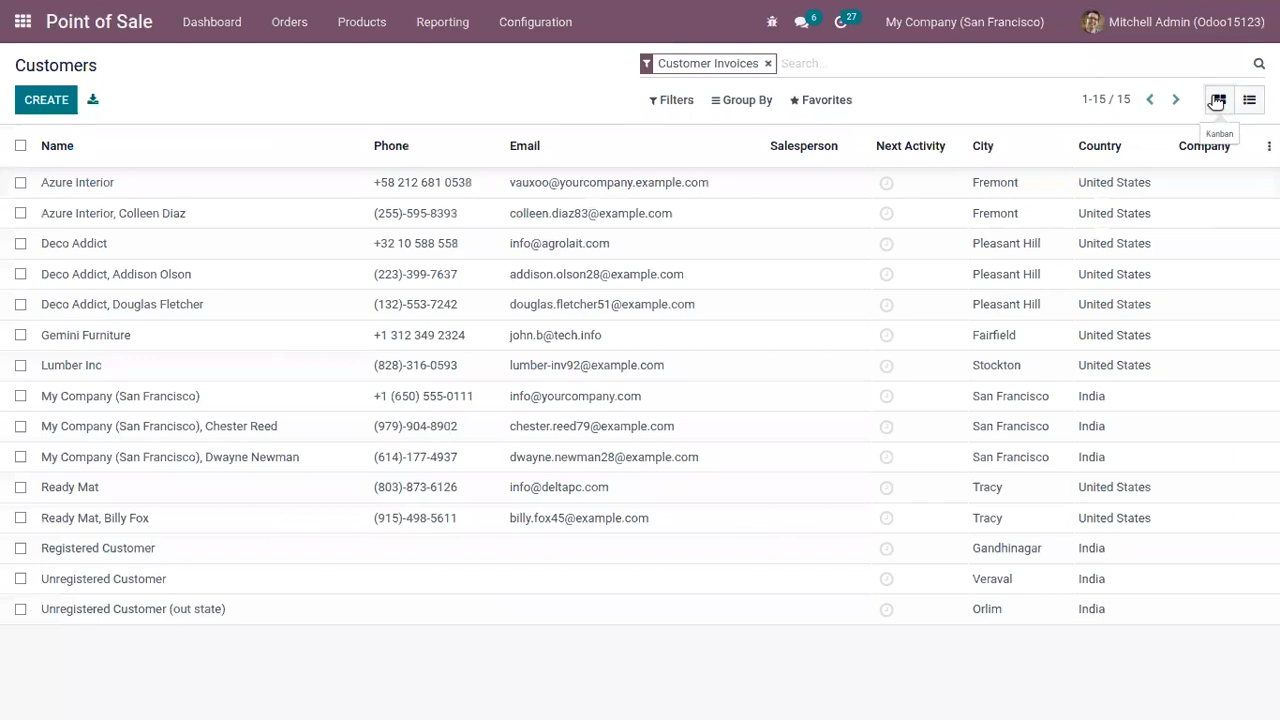 Point of Sale Dashboard Orders Products Reporting Configuration 6 27 My Company (San Francisco) Mitchell Admin (Odoo15123)
Customers Customer Invoices × Search...
CREATE Filters Group By Favorites 1-15 / 15
Kanban
Name Phone Email Salesperson Next Activity City Country Company
Azure Interior +58 212 681 0538 vauxoo@yourcompany.example.com Fremont United States
Azure Interior, Colleen Diaz (255)-595-8393 colleen.diaz83@example.com Fremont United States
Deco Addict +32 10 588 558 info@agrolait.com Pleasant Hill United States
Deco Addict, Addison Olson (223)-399-7637 addison.olson28@example.com Pleasant Hill United States
Deco Addict, Douglas Fletcher (132)-553-7242 douglas.fletcher51@example.com Pleasant Hill United States
Gemini Furniture +1 312 349 2324 john.b@tech.info Fairfield United States
Lumber Inc (828)-316-0593 lumber-inv92@example.com Stockton United States
My Company (San Francisco) +1 (650) 555-0111 info@yourcompany.com San Francisco India
My Company (San Francisco), Chester Reed (979)-904-8902 chester.reed79@example.com San Francisco India
My Company (San Francisco), Dwayne Newman (614)-177-4937 dwayne.newman28@example.com San Francisco India
Ready Mat (803)-873-6126 info@deltapc.com Tracy United States
Ready Mat, Billy Fox (915)-498-5611 billy.fox45@example.com Tracy United States
Registered Customer Gandhinagar India
Unregistered Customer Veraval India
Unregistered Customer (out state) Orlim India